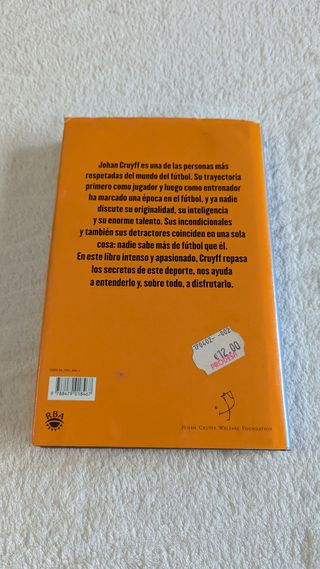 Johan Cruyff es una de las personas más
respetadas del mundo del fútbol. Su trayectoria
primero como jugador y luego como entrenador
ha marcado una época en el fútbol, y ya nadie
discute su originalidad, su inteligencia
y su enorme talento. Sus incondicionales
y también sus detractores coinciden en una sola
cosa: nadie sabe más de fútbol que él.
En este libro intenso y apasionado, Cruyff repasa
los secretos de este deporte, nos ayuda
a entenderlo y, sobre todo, a disfrutarlo.
€12,00
RBA
JOHAN CRUYFF WELFARE FOUNDATION